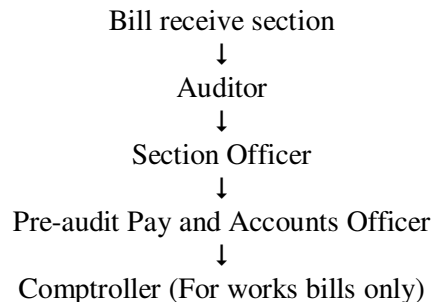 Bill receive section
↓
Auditor
↓
Section Officer
↓
Pre-audit Pay and Accounts Officer
↓
Comptroller (For works bills only)